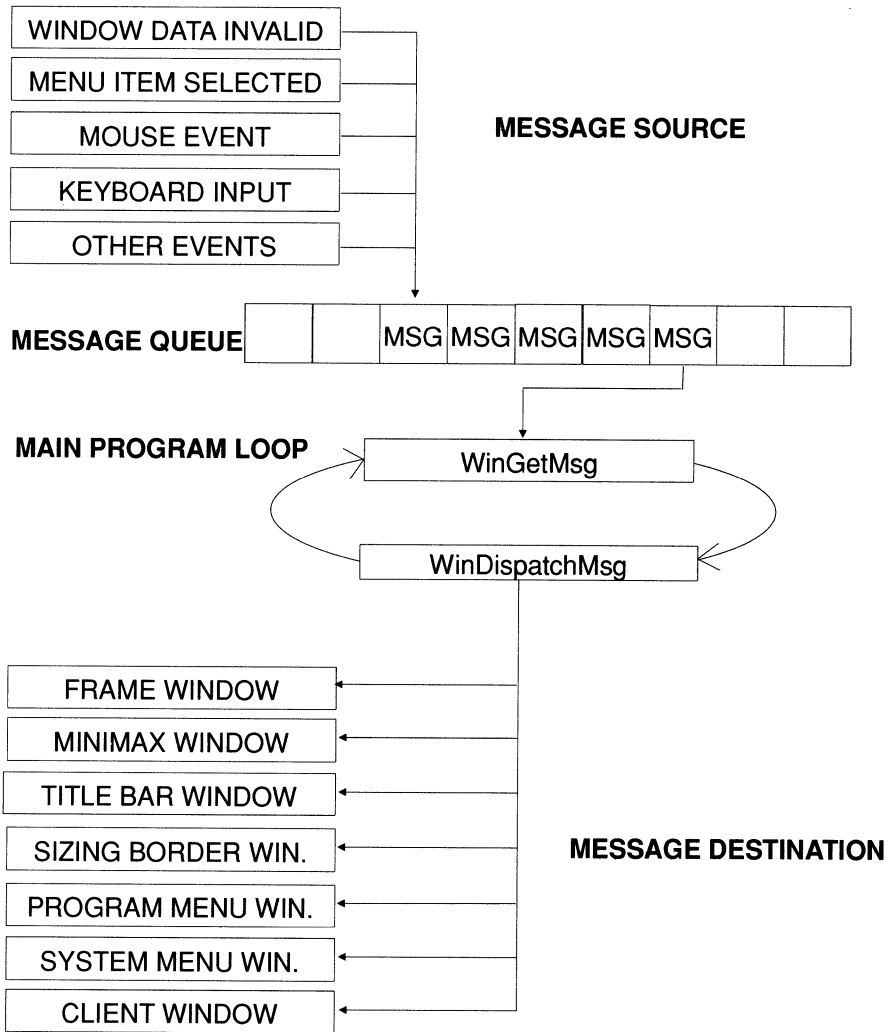 WINDOW DATA INVALID
MENU ITEM SELECTED
MOUSE EVENT
MESSAGE SOURCE
KEYBOARD INPUT
OTHER EVENTS
MESSAGE QUEUE MSG MSG MSG MSG MSG
MAIN PROGRAM LOOP
WinGetMsg
WinDispatchMsg
FRAME WINDOW
MINIMAX WINDOW
TITLE BAR WINDOW
SIZING BORDER WIN.
MESSAGE DESTINATION
PROGRAM MENU WIN.
SYSTEM MENU WIN.
CLIENT WINDOW